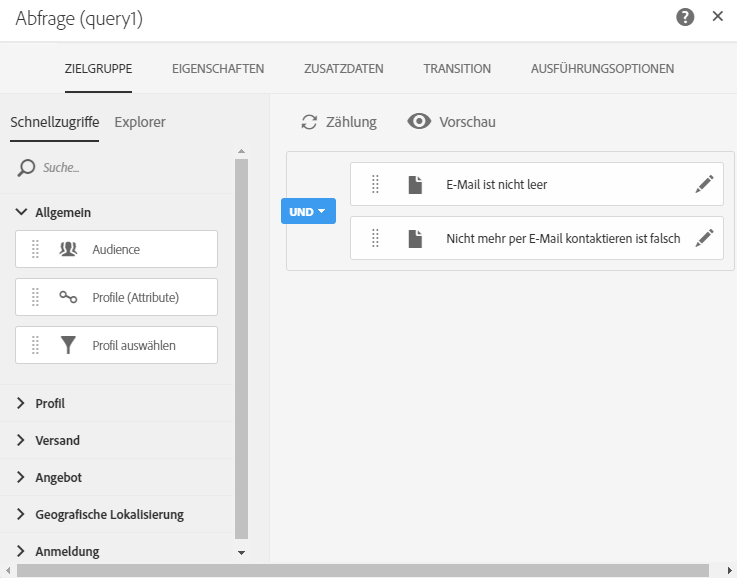 Abfrage (query1)
ZIELGRUPPE EIGENSCHAFTEN ZUSATZDATEN TRANSITION AUSFÜHRUNGSOPTIONEN
Schnellzugriffe Explorer
Suche...
Allgemein
Audience
Profile (Attribute)
Profil auswählen
Profil
Versand
Angebot
Geografische Lokalisierung
Anmeldung
Zählung Vorschau
E-Mail ist nicht leer
UND
Nicht mehr per E-Mail kontaktieren ist falsch